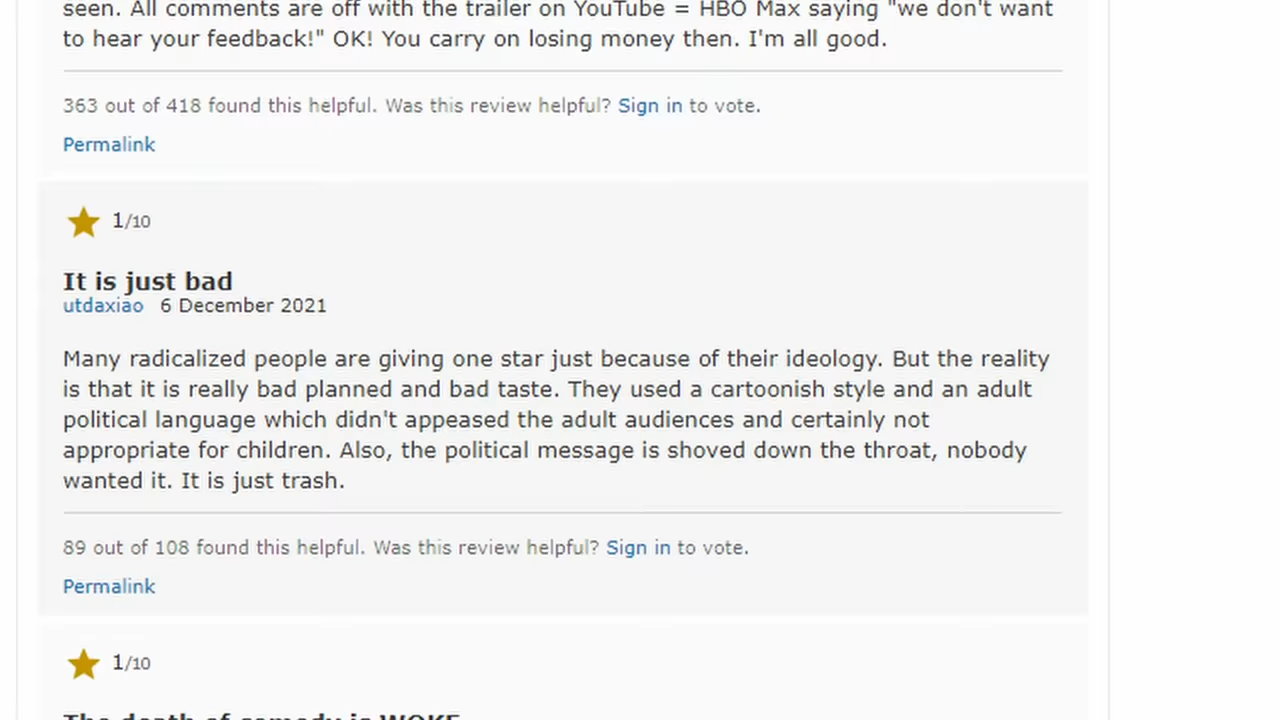 seen. All comments are off with the trailer on YouTube = HBO Max saying "we don't want
to hear your feedback!" OK! You carry on losing money then. I'm all good.
363 out of 418 found this helpful. Was this review helpful? Sign in to vote.
Permalink
1/10
It is just bad
utdaxiao 6 December 2021
Many radicalized people are giving one star just because of their ideology. But the reality
is that it is really bad planned and bad taste. They used a cartoonish style and an adult
political language which didn't appeased the adult audiences and certainly not
appropriate for children. Also, the political message is shoved down the throat, nobody
wanted it. It is just trash.
89 out of 108 found this helpful. Was this review helpful? Sign in to vote.
Permalink
1/10
The death of comedy is WOKE